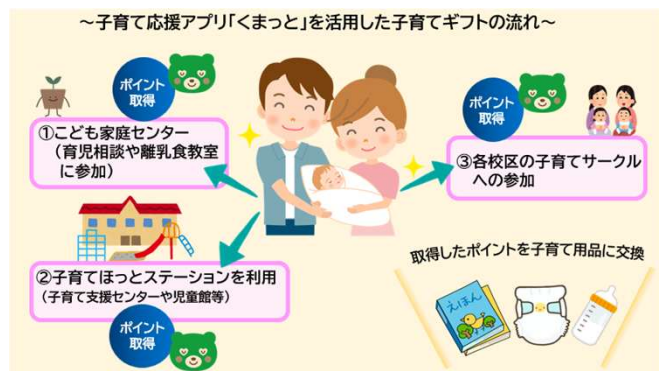 ～子育て応援アプリ「くまっと」を活用した子育てギフトの流れ～
ポイント
取得
①こども家庭センター
（育児相談や離乳食教室
に参加）
②子育てほっとステーションを利用
（子育て支援センターや児童館等）
ポイント
取得
ポイント
取得
③各校区の子育てサークル
への参加
取得したポイントを子育て用品に交換
えほん